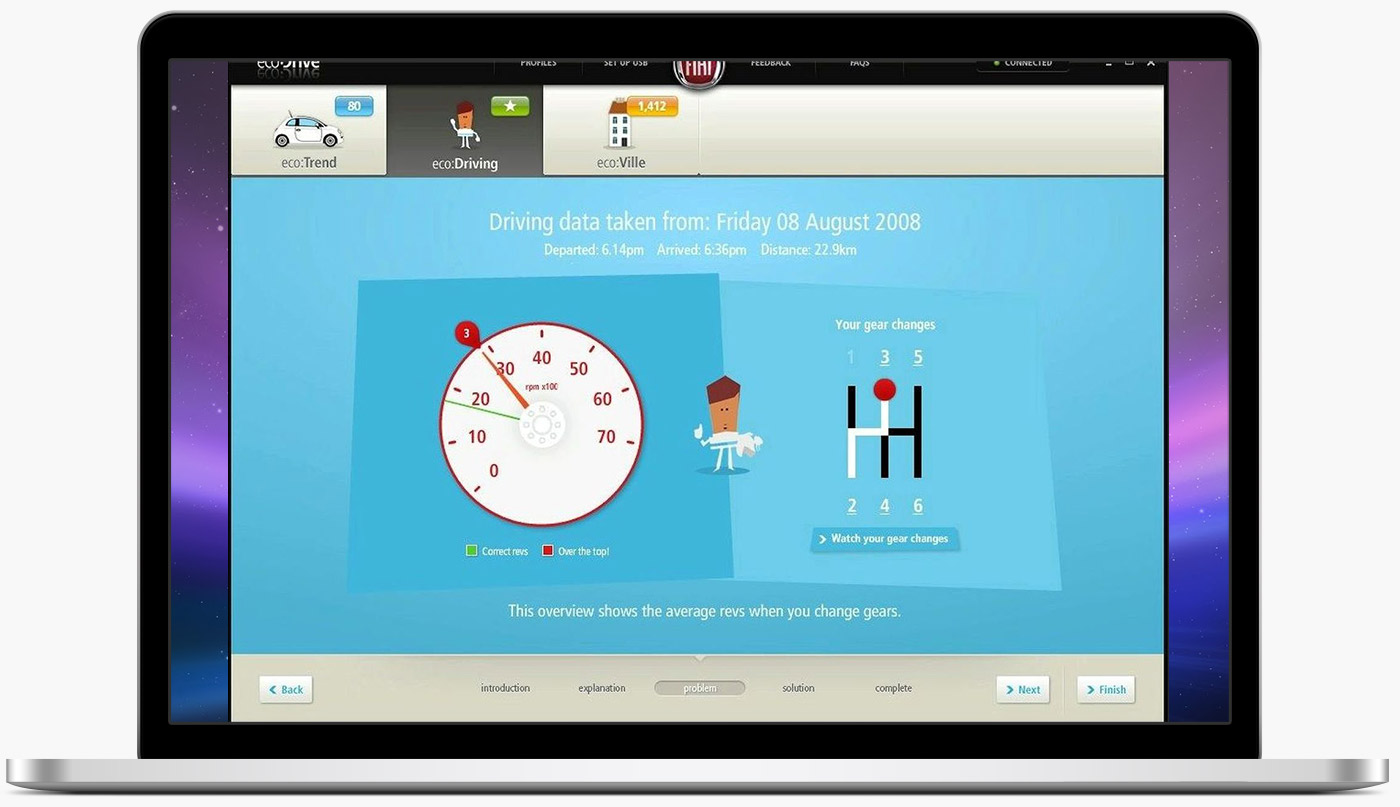 eco:Drive
PROFILES
SET UP USB
FIAT
FEEDBACK
FAQS
CONNECTED
80
eco:Trend
eco:Driving
1,412
eco:Ville
Driving data taken from: Friday 08 August 2008
Departed: 6.14pm Arrived: 6:36pm Distance: 22.9km
3
0
10
20
30
40
50
60
70
rpm x100
Correct revs
Over the top!
Your gear changes
1 3 5
2 4 6
Watch your gear changes
This overview shows the average revs when you change gears.
Back
introduction
explanation
problem
solution
complete
Next
Finish